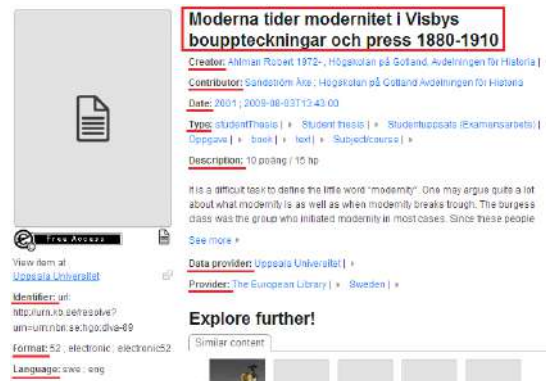 Moderna tider modernitet i Visbys
bouppteckningar och press 1880-1910
Creator: Ahlman Robert 1972- ; Högskolan på Gotland, Avdelningen för Historia |
Contributor: Sandström Åke ; Högskolan på Gotland Avdelningen för Historia
Date: 2001 ; 2009-08-03T13:43:00
Type: studentThesis | Student thesis | Studentuppsats (Examensarbete) |
Oppgave | book | text | Subject/course |
Description: 10 poäng / 15 hp
It is a difficult task to define the little word "modernity". One may argue quite a lot
about what modernity is as well as when modernity breaks trough. The burgess
class was the group who initiated modernity in most cases. Since these people
See more
Data provider: Uppsala Universitet |
Provider: The European Library | Sweden |
Free Access
View item at
Uppsala Universitet
Identifier: url:
http://urn.kb.se/resolve?
urn=urn:nbn:se:hgo:diva-69
Format: 52 ; electronic ; electronic52
Language: swe ; eng
Explore further!
Similar content